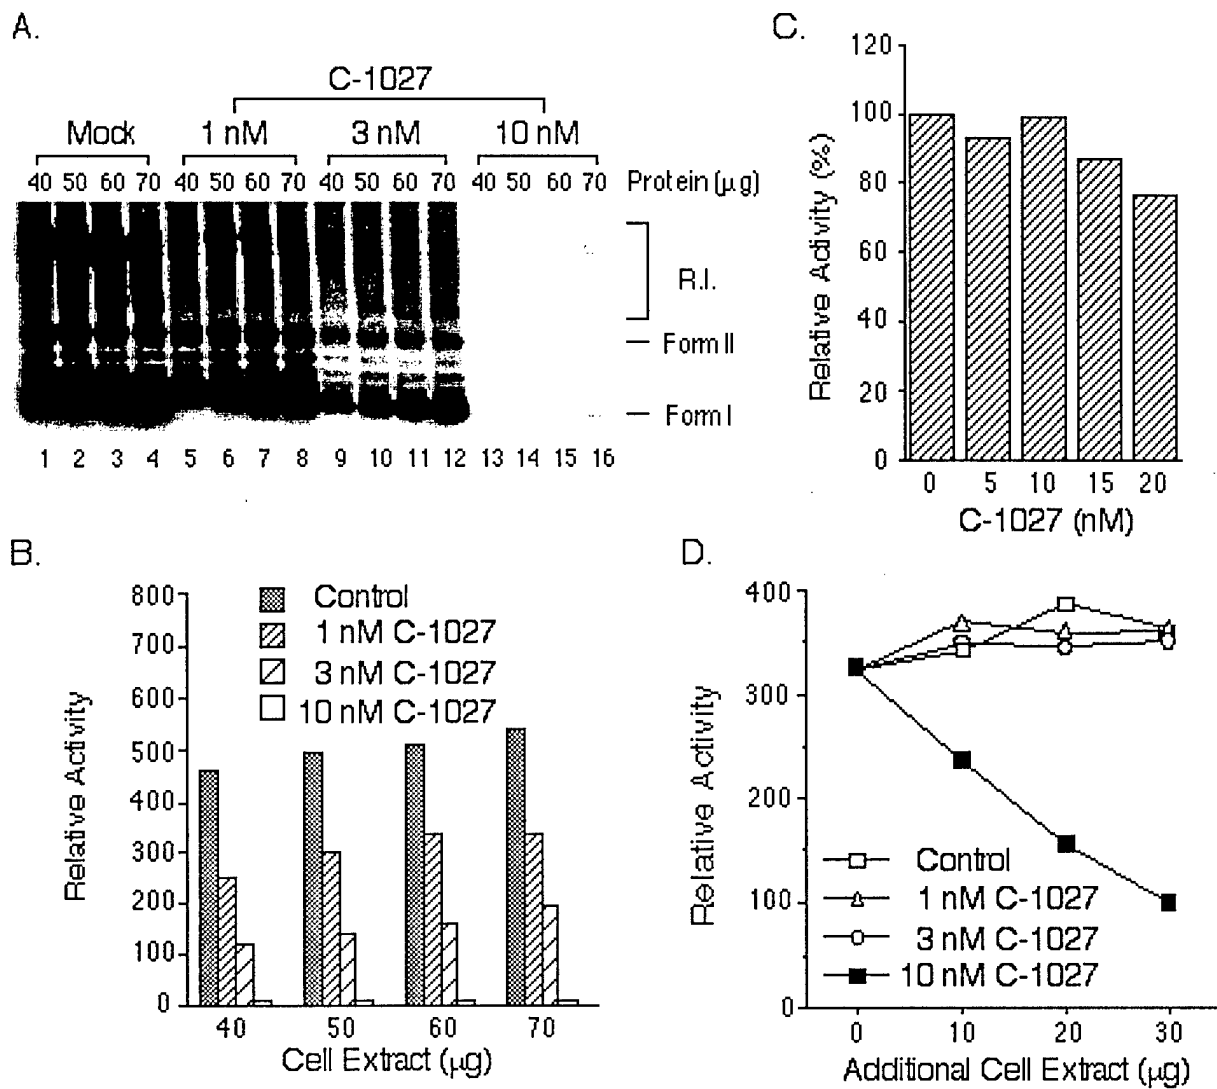 A.
C-1027
Mock 1 nM 3 nM 10 nM
40 50 60 70 40 50 60 70 40 50 60 70 40 50 60 70 Protein (μg)
R.I.
Form II
Form I
1 2 3 4 5 6 7 8 9 10 11 12 13 14 15 16
C.
120
100
80
60
40
20
0
Relative Activity (%)
0 5 10 15 20
C-1027 (nM)
B.
800
700
600
500
400
300
200
100
0
Relative Activity
Control
1 nM C-1027
3 nM C-1027
10 nM C-1027
40 50 60 70
Cell Extract (μg)
D.
400
300
200
100
0
Relative Activity
Control
1 nM C-1027
3 nM C-1027
10 nM C-1027
0 10 20 30
Additional Cell Extract (μg)